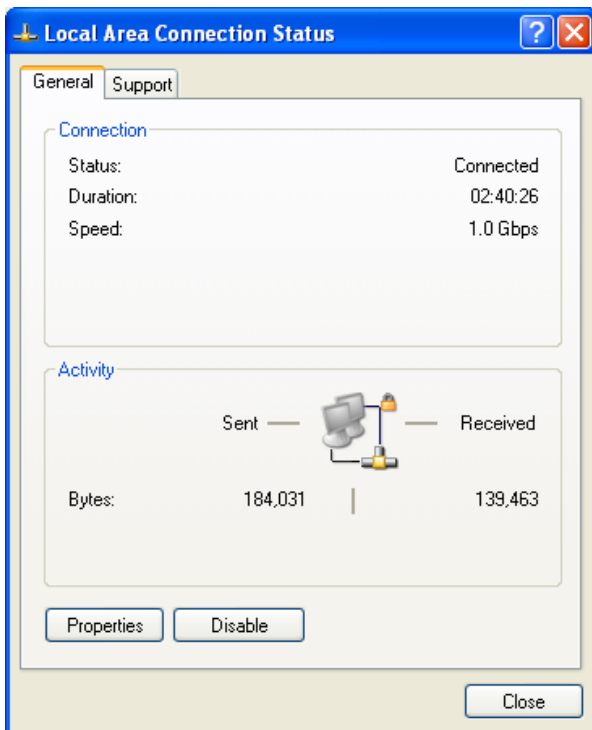 Local Area Connection Status
General Support
Connection
Status: Connected
Duration: 02:40:26
Speed: 1.0 Gbps
Activity
Sent Received
Bytes: 184,031 139,463
Properties Disable
Close